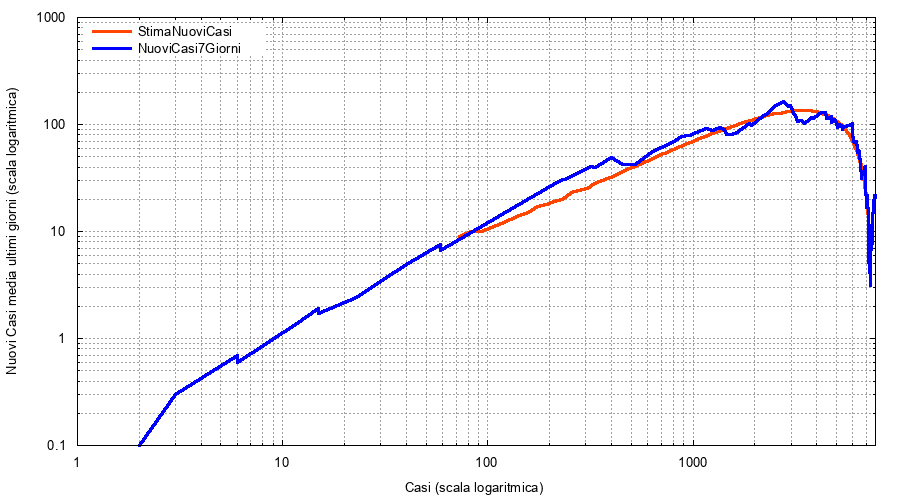 1000
100
10
1
0.1
StimaNuoviCasi
NuoviCasi7Giorni
Nuovi Casi media ultimi giorni (scala logaritmica)
1
10
100
1000
Casi (scala logaritmica)